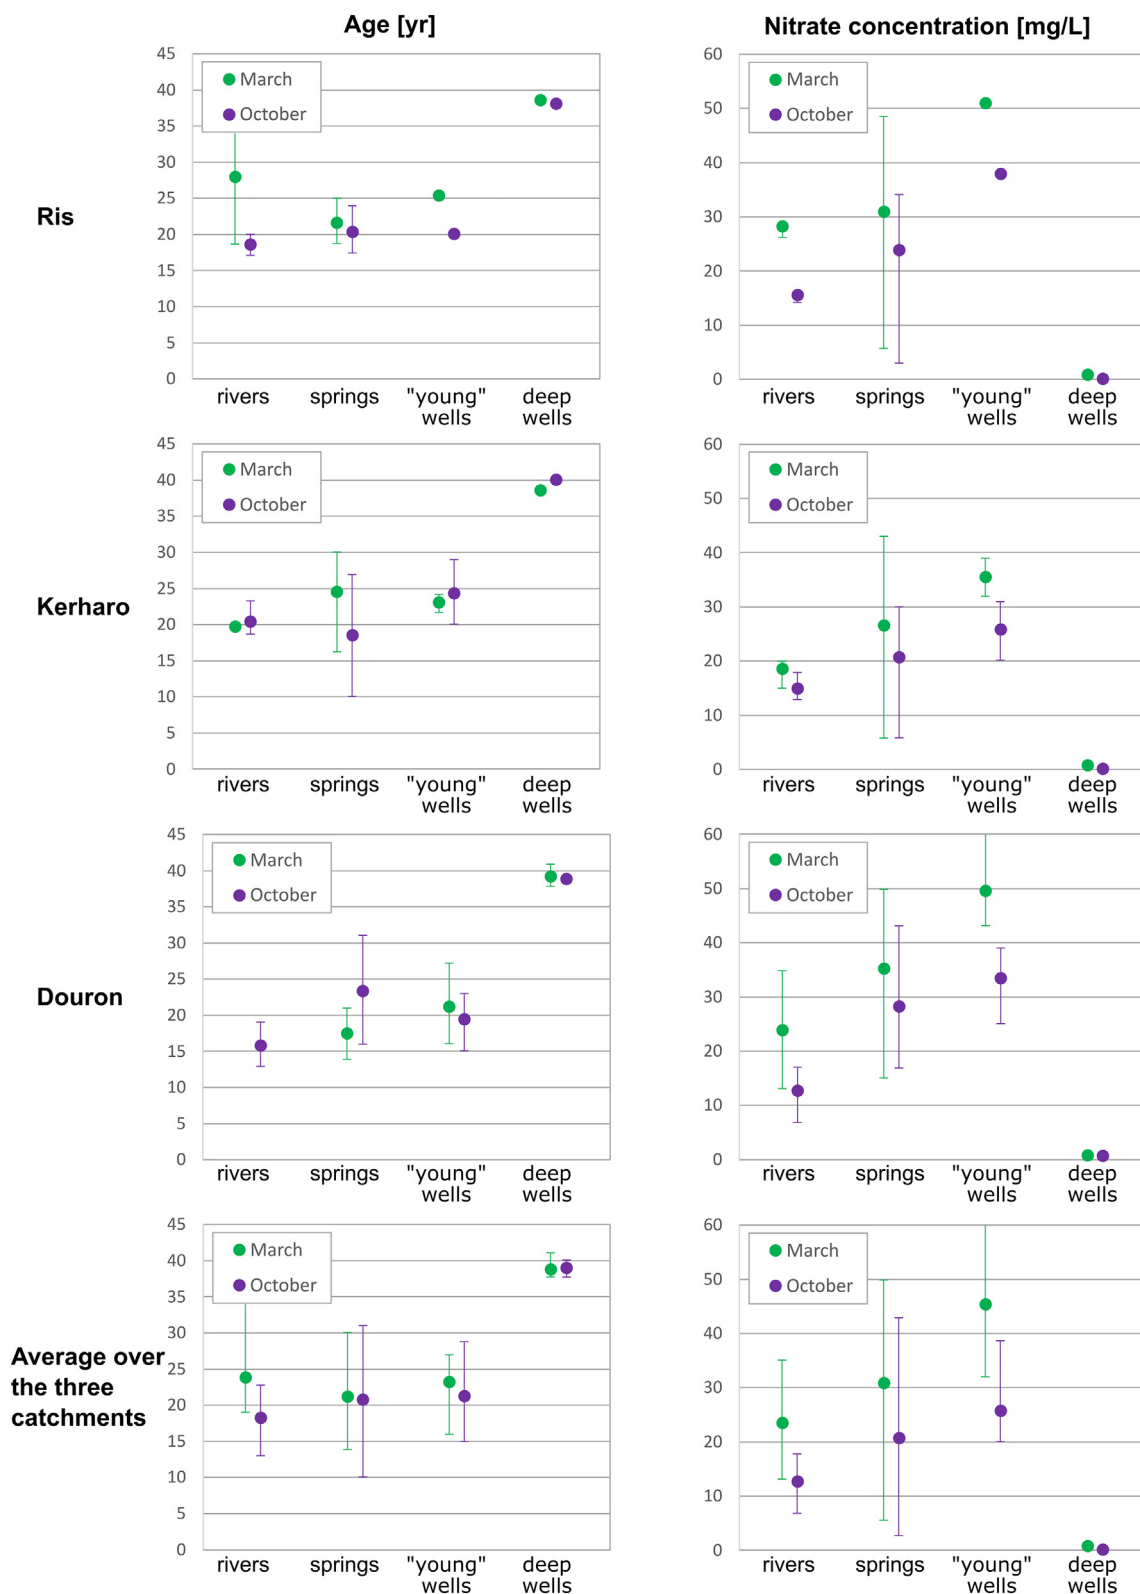 Age [yr]
Nitrate concentration [mg/L]
Ris
45
40
35
30
25
20
15
10
5
0
March
October
rivers
springs
"young"
wells
deep
wells
60
50
40
30
20
10
0
March
October
rivers
springs
"young"
wells
deep
wells
Kerharo
45
40
35
30
25
20
15
10
5
0
March
October
rivers
springs
"young"
wells
deep
wells
60
50
40
30
20
10
0
March
October
rivers
springs
"young"
wells
deep
wells
Douron
45
40
35
30
25
20
15
10
5
0
March
October
rivers
springs
"young"
wells
deep
wells
60
50
40
30
20
10
0
March
October
rivers
springs
"young"
wells
deep
wells
Average over
the three
catchments
45
40
35
30
25
20
15
10
5
0
March
October
rivers
springs
"young"
wells
deep
wells
60
50
40
30
20
10
0
March
October
rivers
springs
"young"
wells
deep
wells